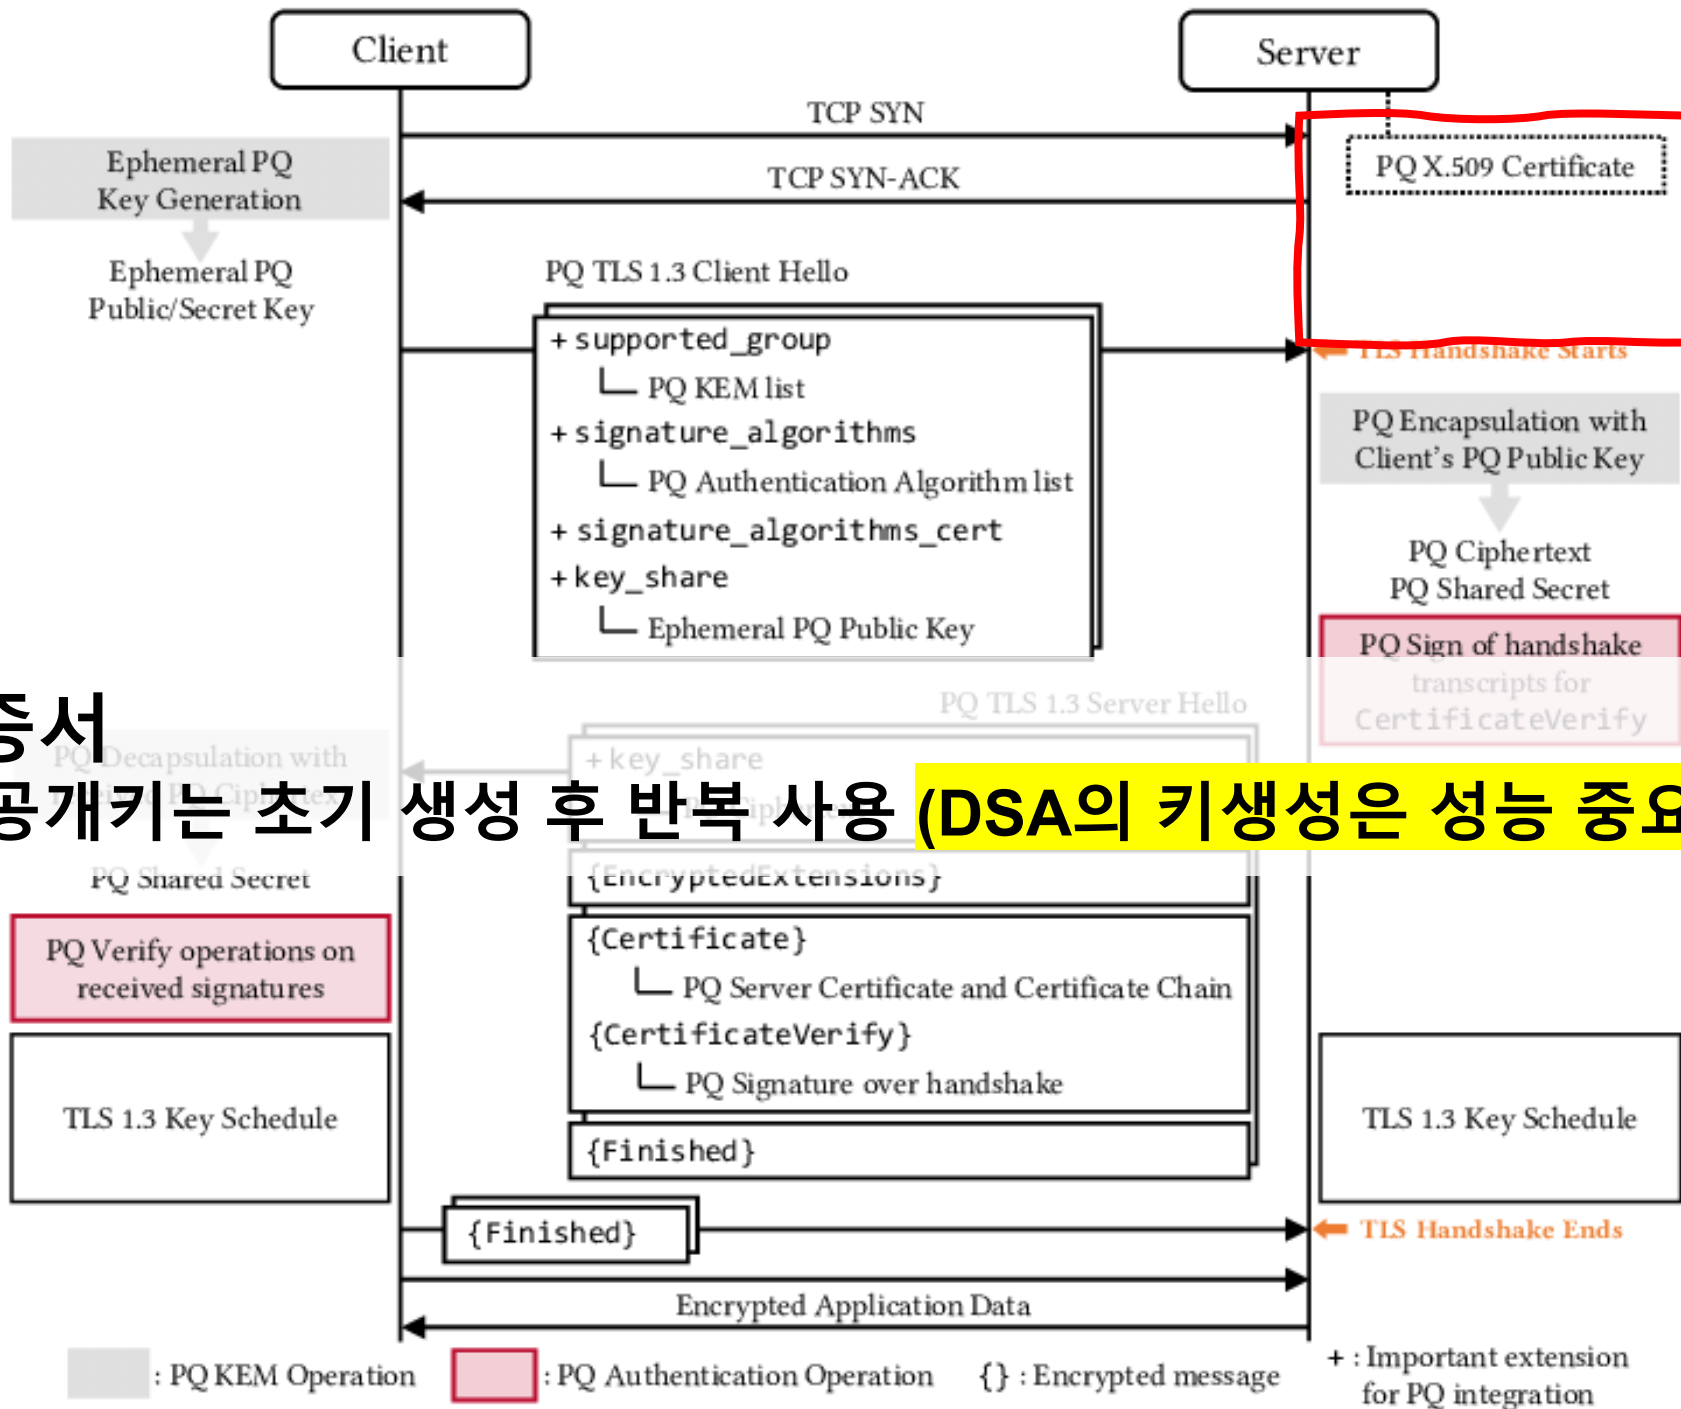 Client
Server
TCP SYN
PQ X.509 Certificate
Ephemeral PQ
Key Generation
TCP SYN-ACK
Ephemeral PQ
Public/Secret Key
PQ TLS 1.3 Client Hello
+ supported_group
PQ KEM list
+ signature_algorithms
PQ Authentication Algorithm list
+ signature_algorithms_cert
+ key_share
Ephemeral PQ Public Key
TLS Handshake Starts
PQ Encapsulation with
Client's PQ Public Key
PQ Ciphertext
PQ Shared Secret
PQ Sign of handshake
transcripts for
CertificateVerify
PQ TLS 1.3 Server Hello
증서
PQ Decapsulation with
+ key_share
공개키는 초기 생성 후 반복 사용 (DSA의 키생성은 성능 중요
PQ Shared Secret
{EncryptedExtensions}
PQ Verify operations on
received signatures
{Certificate}
PQ Server Certificate and Certificate Chain
{CertificateVerify}
PQ Signature over handshake
{Finished}
TLS 1.3 Key Schedule
TLS 1.3 Key Schedule
{Finished}
TLS Handshake Ends
Encrypted Application Data
: PQ KEM Operation
: PQ Authentication Operation
{} : Encrypted message
+ : Important extension
for PQ integration